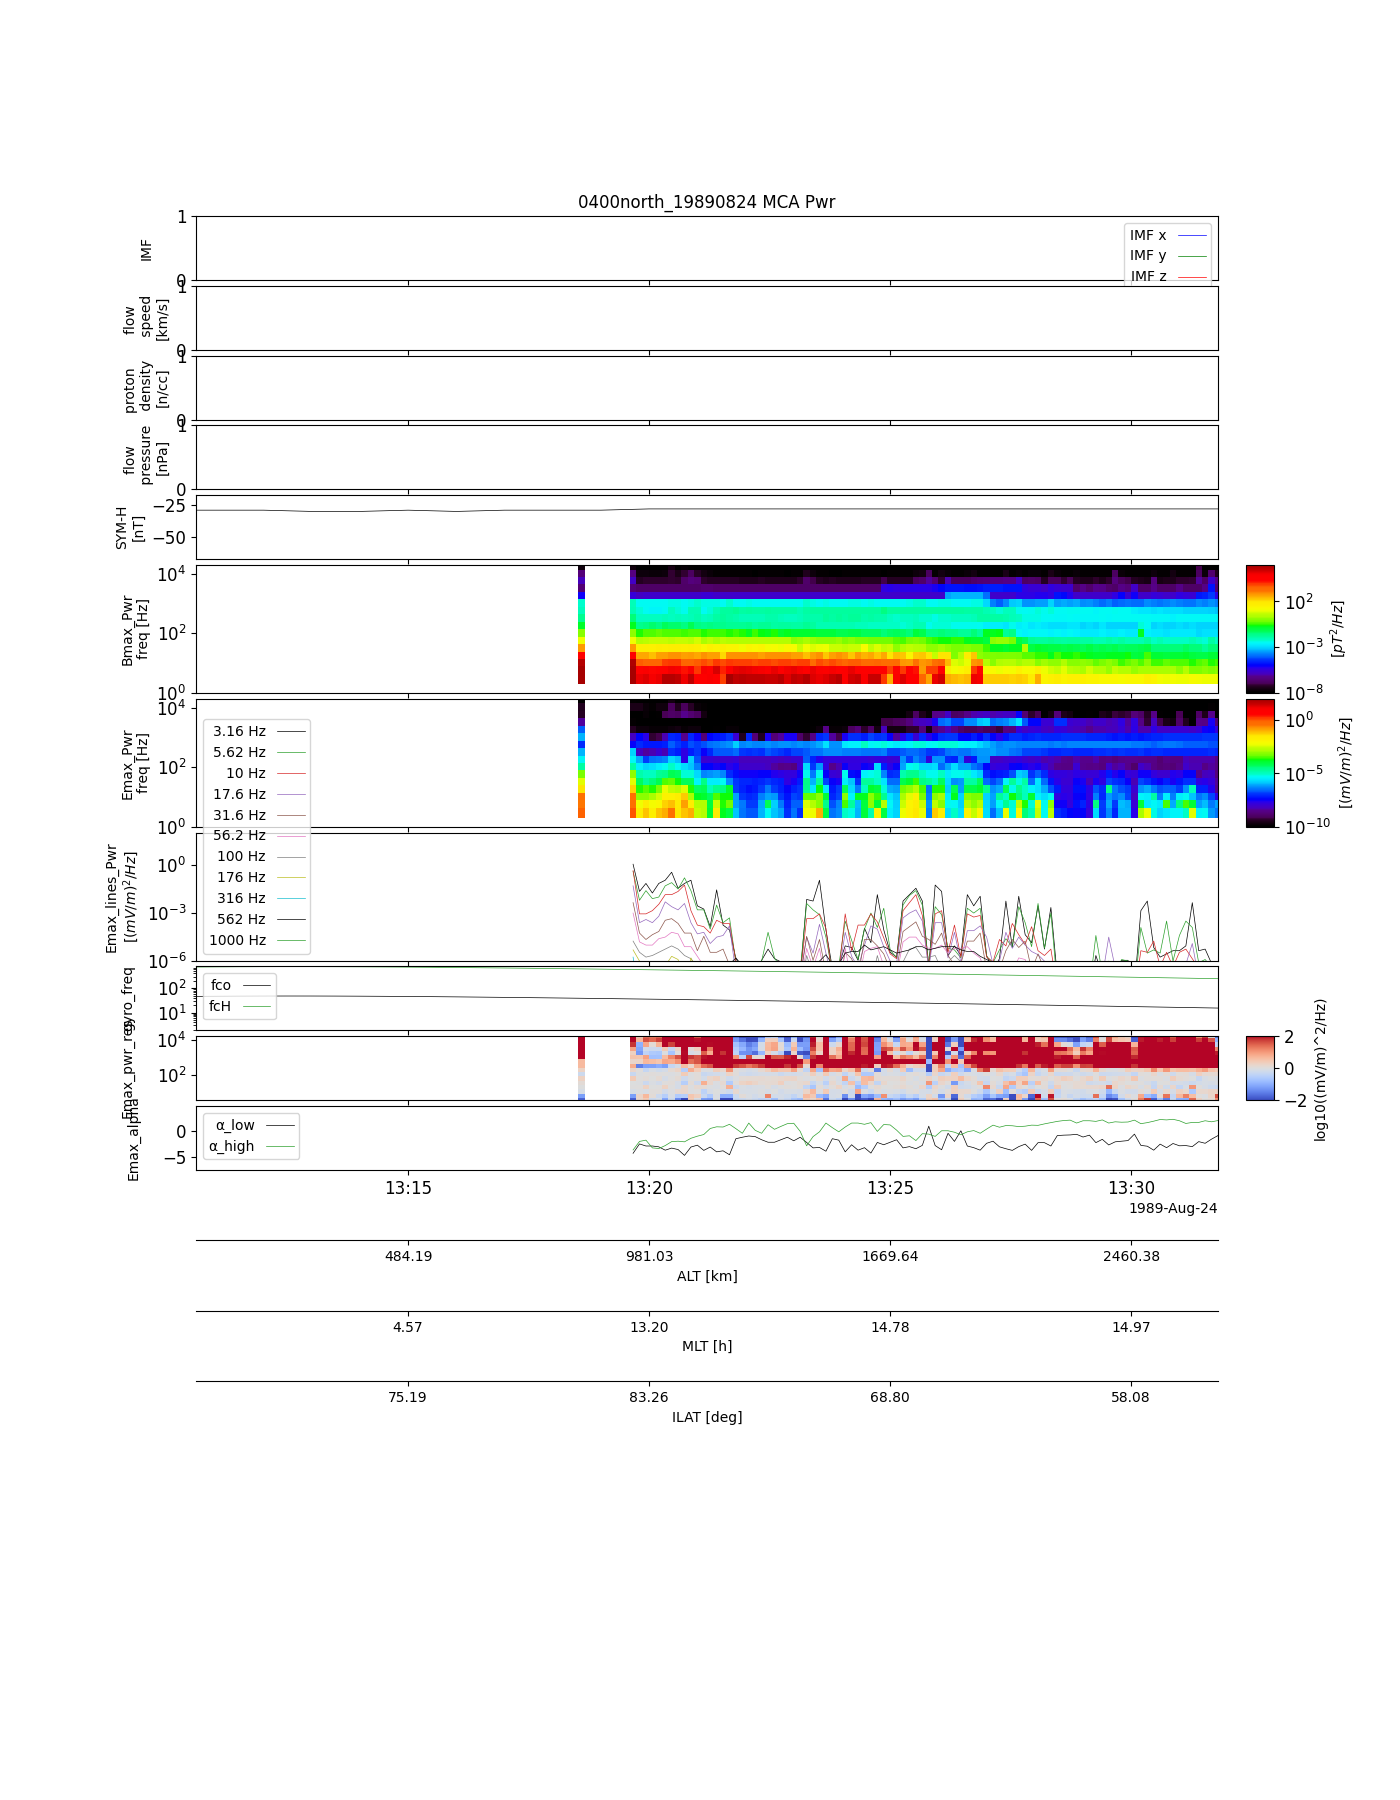 0400north_19890824 MCA Pwr
1
0
IMF
IMF x
IMF y
IMF z
1
0
flow
speed
[km/s]
1
0
proton
density
[n/cc]
1
0
flow
pressure
[nPa]
−25
−50
SYM-H
[nT]
10⁴
10²
10⁰
Bmax_Pwr
freq [Hz]
10²
10⁻³
10⁻⁸
[pT²/Hz]
10⁴
10²
10⁰
Emax_Pwr
freq [Hz]
10⁰
10⁻⁵
10⁻¹⁰
[(mV/m)²/Hz]
3.16 Hz
5.62 Hz
10 Hz
17.6 Hz
31.6 Hz
56.2 Hz
100 Hz
176 Hz
316 Hz
562 Hz
1000 Hz
10⁰
10⁻³
10⁻⁶
Emax_lines_Pwr
[(mV/m)²/Hz]
10²
10¹
gyro_freq
fco
fcH
10⁴
10²
Emax_pwr_res
2
0
−2
log10((mV/m)^2/Hz)
0
−5
Emax_alpha
α_low
α_high
13:15 13:20 13:25 13:30
1989-Aug-24
484.19 981.03 1669.64 2460.38
ALT [km]
4.57 13.20 14.78 14.97
MLT [h]
75.19 83.26 68.80 58.08
ILAT [deg]